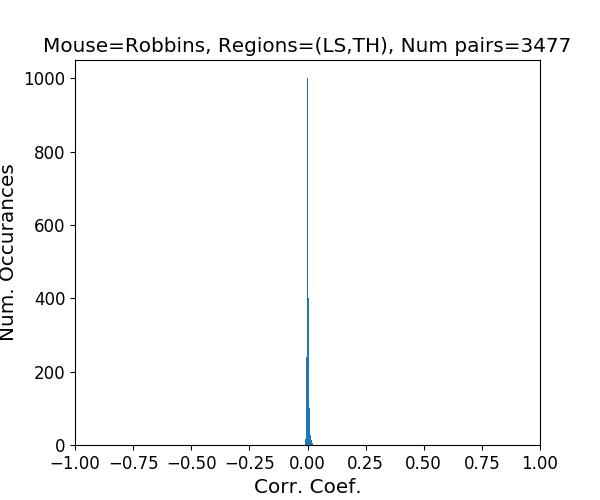 Mouse=Robbins, Regions=(LS,TH), Num pairs=3477
1000
800
600
400
200
0
Num. Occurances
−1.00 −0.75 −0.50 −0.25 0.00 0.25 0.50 0.75 1.00
Corr. Coef.